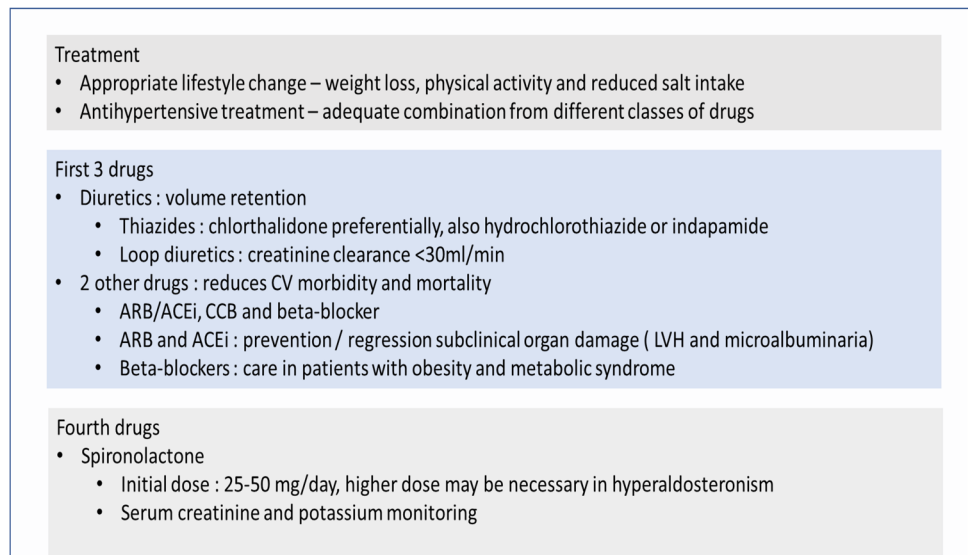 Treatment
• Appropriate lifestyle change – weight loss, physical activity and reduced salt intake
• Antihypertensive treatment – adequate combination from different classes of drugs
First 3 drugs
• Diuretics : volume retention
• Thiazides : chlorthalidone preferentially, also hydrochlorothiazide or indapamide
• Loop diuretics : creatinine clearance <30ml/min
• 2 other drugs : reduces CV morbidity and mortality
• ARB/ACEi, CCB and beta-blocker
• ARB and ACEi : prevention / regression subclinical organ damage ( LVH and microalbuminaria)
• Beta-blockers : care in patients with obesity and metabolic syndrome
Fourth drugs
• Spironolactone
• Initial dose : 25-50 mg/day, higher dose may be necessary in hyperaldosteronism
• Serum creatinine and potassium monitoring